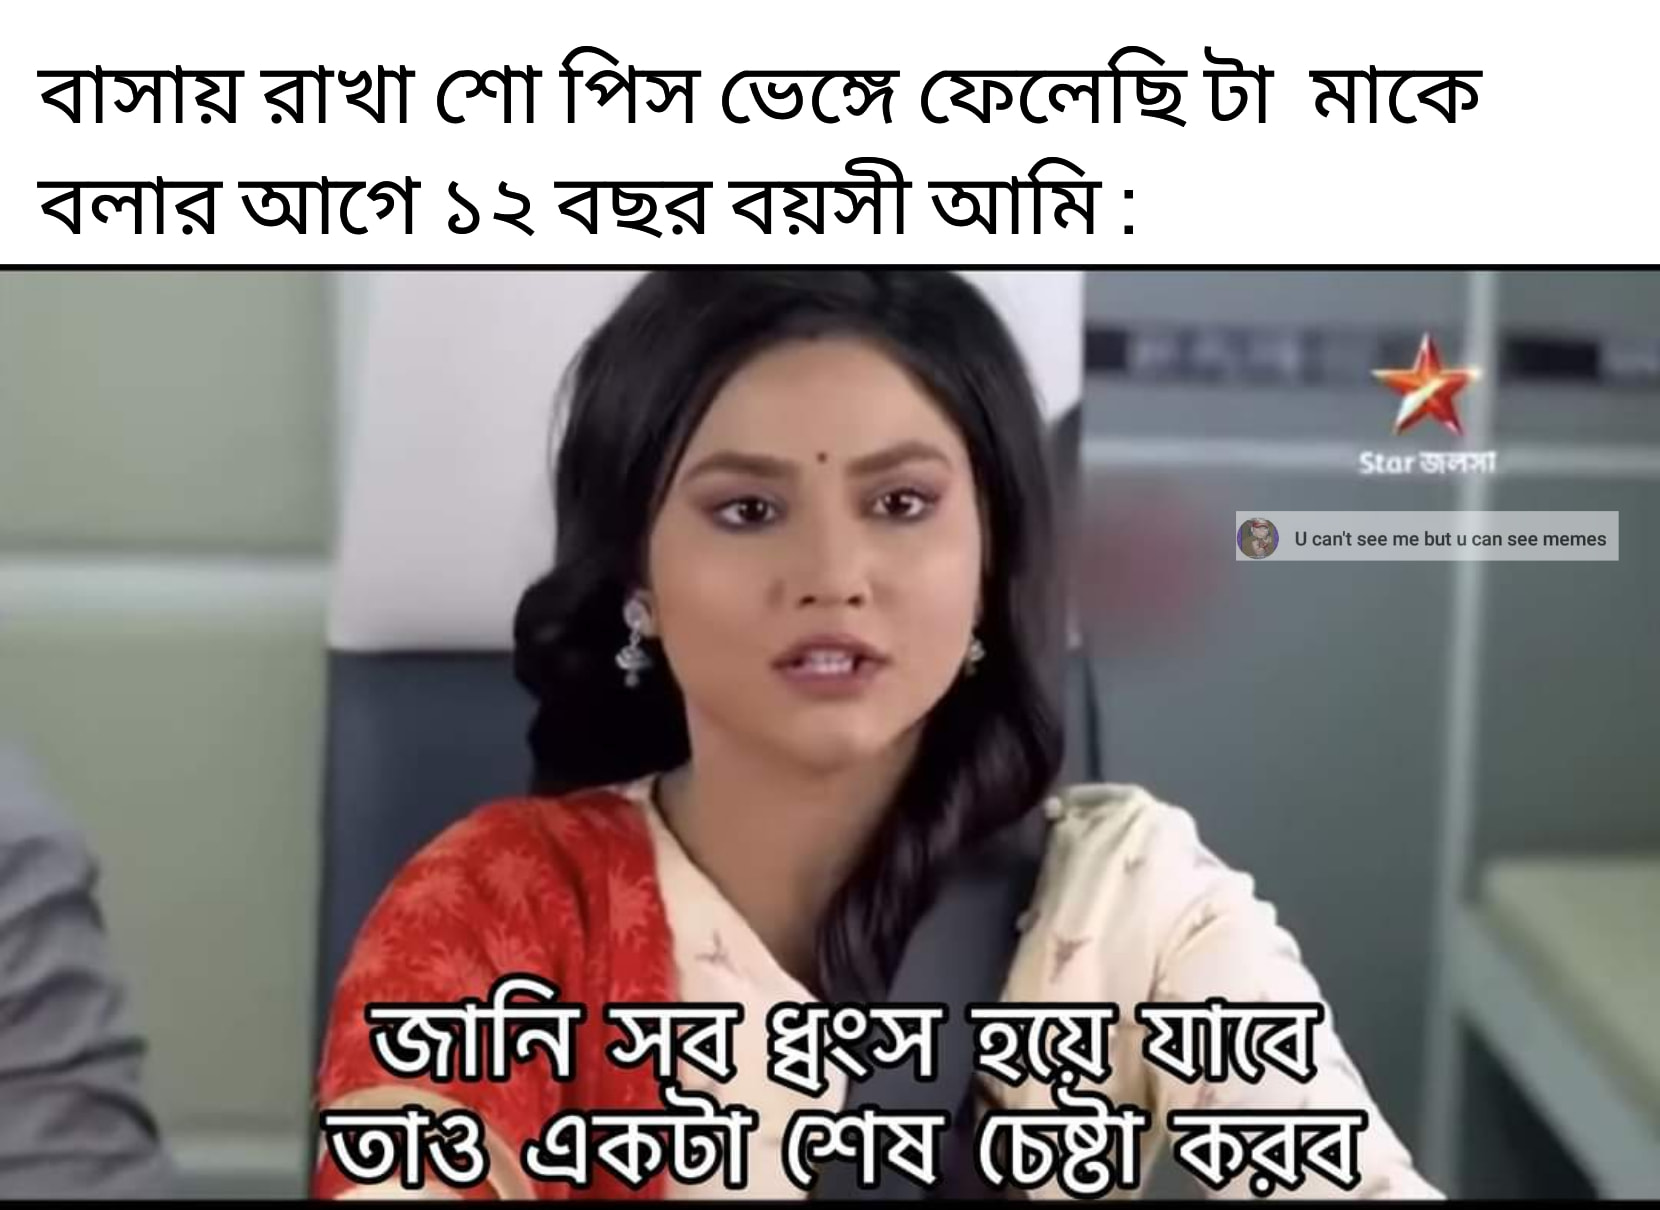 বাসায় রাখা শো পিস ভেঙ্গে ফেলেছি টা মাকে
বলার আগে ১২ বছর বয়সী আমি :
Star জলসা
U can't see me but u can see memes
জানি সব ধ্বংস হয়ে যাবে
তাও একটা শেষ চেষ্টা করব